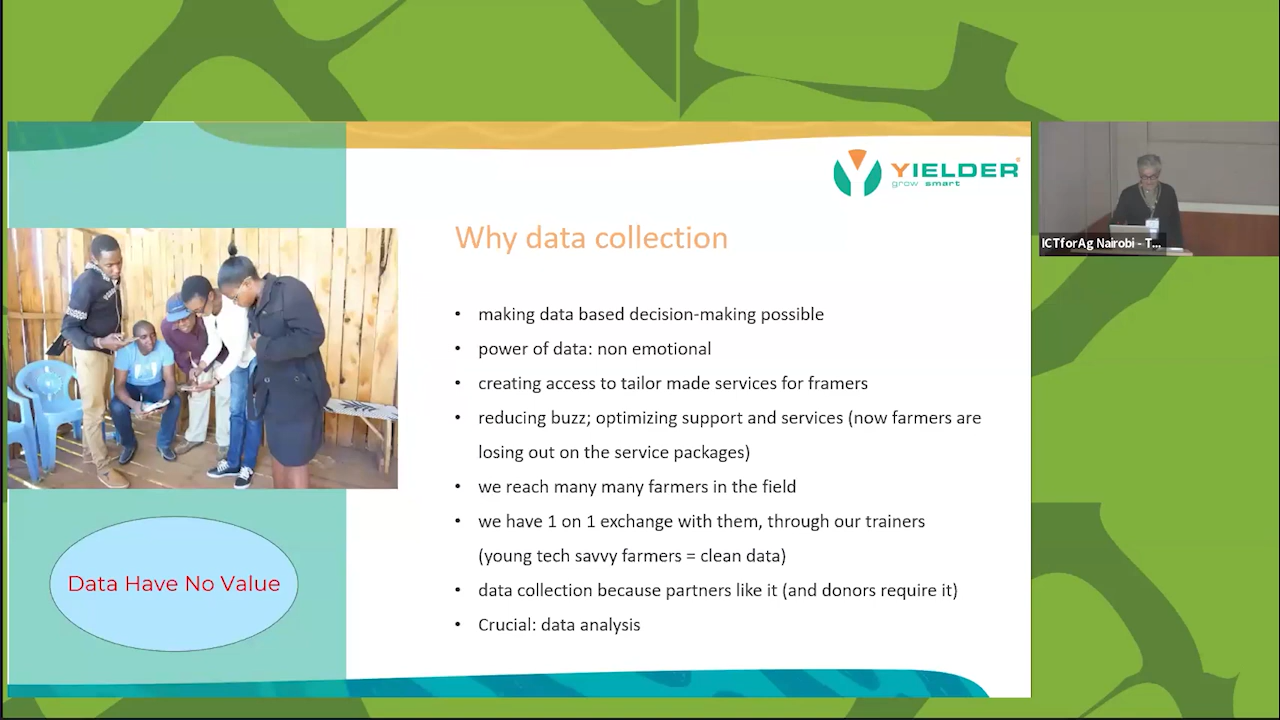 YIELDER
grow smart
Why data collection
• making data based decision-making possible
• power of data: non emotional
• creating access to tailor made services for framers
• reducing buzz; optimizing support and services (now farmers are
losing out on the service packages)
• we reach many many farmers in the field
• we have 1 on 1 exchange with them, through our trainers
(young tech savvy farmers = clean data)
• data collection because partners like it (and donors require it)
• Crucial: data analysis
Data Have No Value
ICTforAg Nairobi - T...